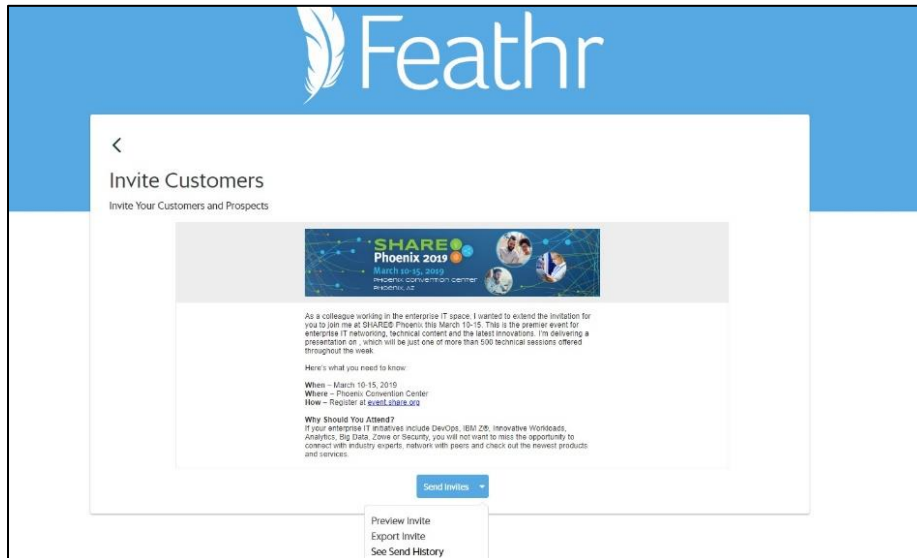 Feathr
Invite Customers
Invite Your Customers and Prospects
SHARE
Phoenix 2019
March 10-15, 2019
PHOENIX CONVENTION CENTER
PHOENIX, AZ
As a colleague working in the enterprise IT space, I wanted to extend the invitation for
you to join me at SHARE® Phoenix this March 10-15. This is the premier event for
enterprise IT networking, technical content and the latest innovations. I'm delivering a
presentation on , which will be just one of more than 500 technical sessions offered
throughout the week.
Here's what you need to know:
When – March 10-15, 2019
Where – Phoenix Convention Center
How – Register at event.share.org
Why Should You Attend?
If your enterprise IT initiatives include DevOps, IBM Z®, Innovative Workloads,
Analytics, Big Data, Zowe or Security, you will not want to miss the opportunity to
connect with industry experts, network with peers and check out the newest products
and services.
Send Invites
Preview Invite
Export Invite
See Send History